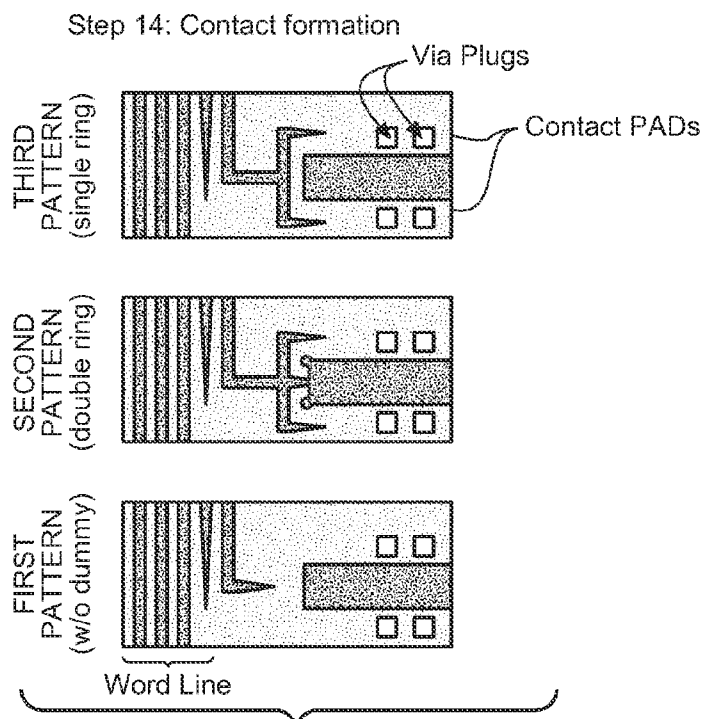 Step 14: Contact formation
Via Plugs
Contact PADs
THIRD
PATTERN
(single ring)
SECOND
PATTERN
(double ring)
FIRST
PATTERN
(w/o dummy)
Word Line